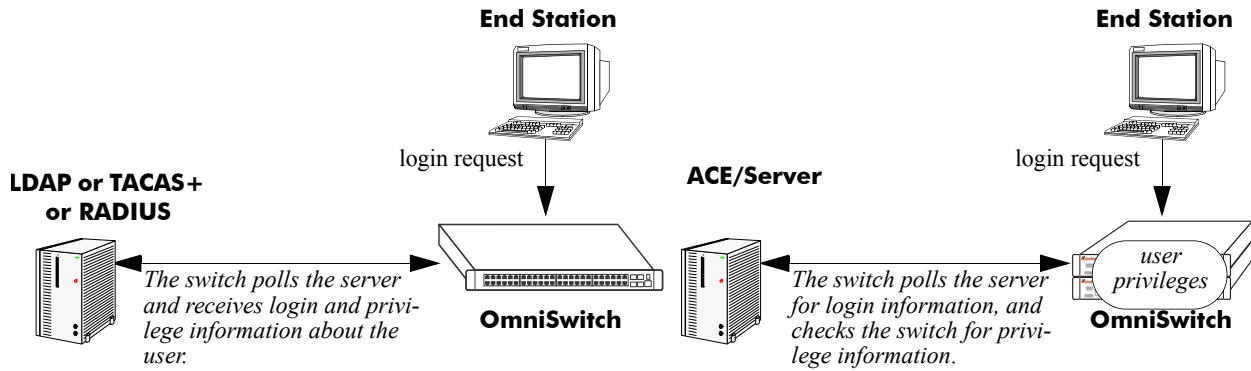 End Station
login request
LDAP or TACAS+
or RADIUS
The switch polls the server
and receives login and privi-
lege information about the
user.
OmniSwitch
End Station
login request
ACE/Server
user
privileges
The switch polls the server
for login information, and
checks the switch for privi-
lege information.
OmniSwitch